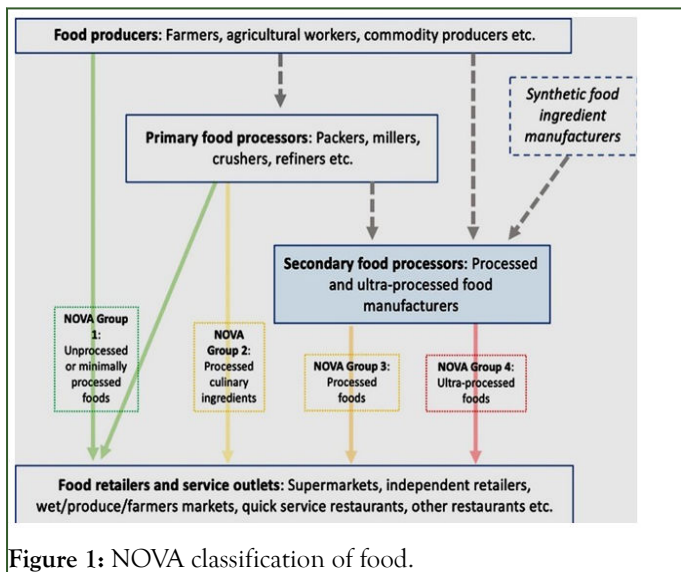 Food producers: Farmers, agricultural workers, commodity producers etc.
Synthetic food
ingredient
manufacturers
Primary food processors: Packers, millers,
crushers, refiners etc.
Secondary food processors: Processed
and ultra-processed food
manufacturers
NOVA Group
1:
Unprocessed
or minimally
processed
foods
NOVA
Group 2:
Processed
culinary
ingredients
NOVA Group 3:
Processed
foods
NOVA Group 4:
Ultra-processed
foods
Food retailers and service outlets: Supermarkets, independent retailers,
wet/produce/farmers markets, quick service restaurants, other restaurants etc.
Figure 1: NOVA classification of food.